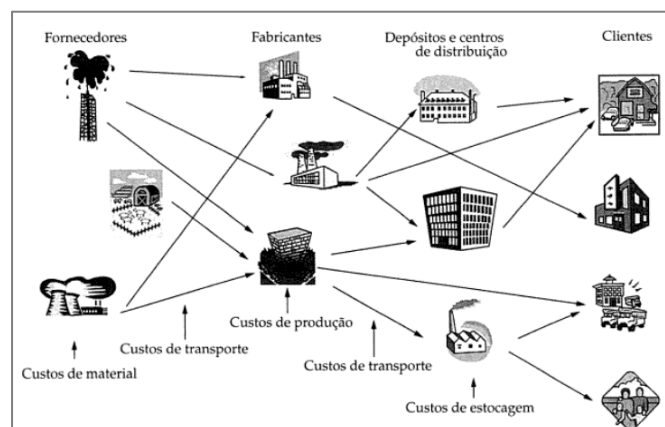 Fornecedores
Fabricantes
Depósitos e centros
de distribuição
Clientes
Custos de produção
Custos de transporte
Custos de transporte
Custos de material
Custos de estocagem